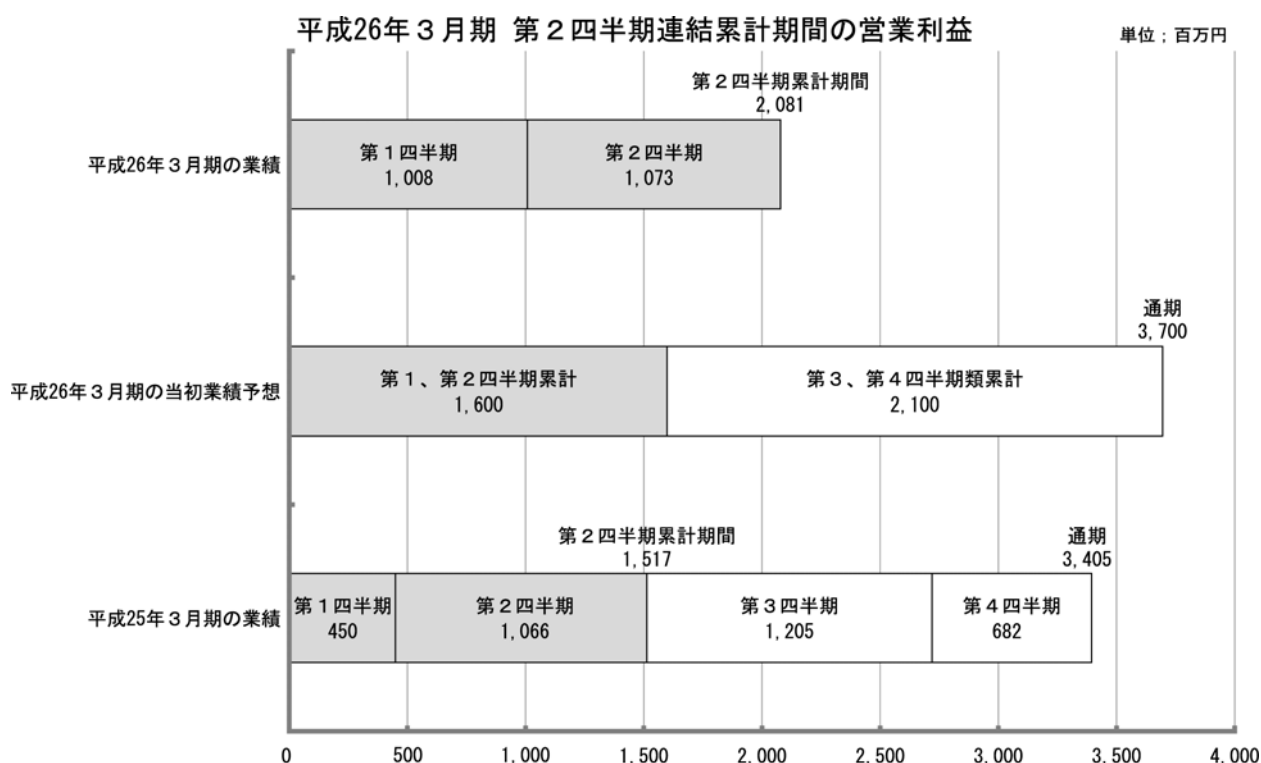 平成26年３月期 第２四半期連結累計期間の営業利益
単位；百万円
第２四半期累計期間
2,081
平成26年３月期の業績
第１四半期
1,008
第２四半期
1,073
通期
3,700
平成26年３月期の当初業績予想
第１、第２四半期累計
1,600
第３、第４四半期類累計
2,100
第２四半期累計期間
1,517
通期
3,405
平成25年３月期の業績
第１四半期
450
第２四半期
1,066
第３四半期
1,205
第４四半期
682
0 500 1,000 1,500 2,000 2,500 3,000 3,500 4,000